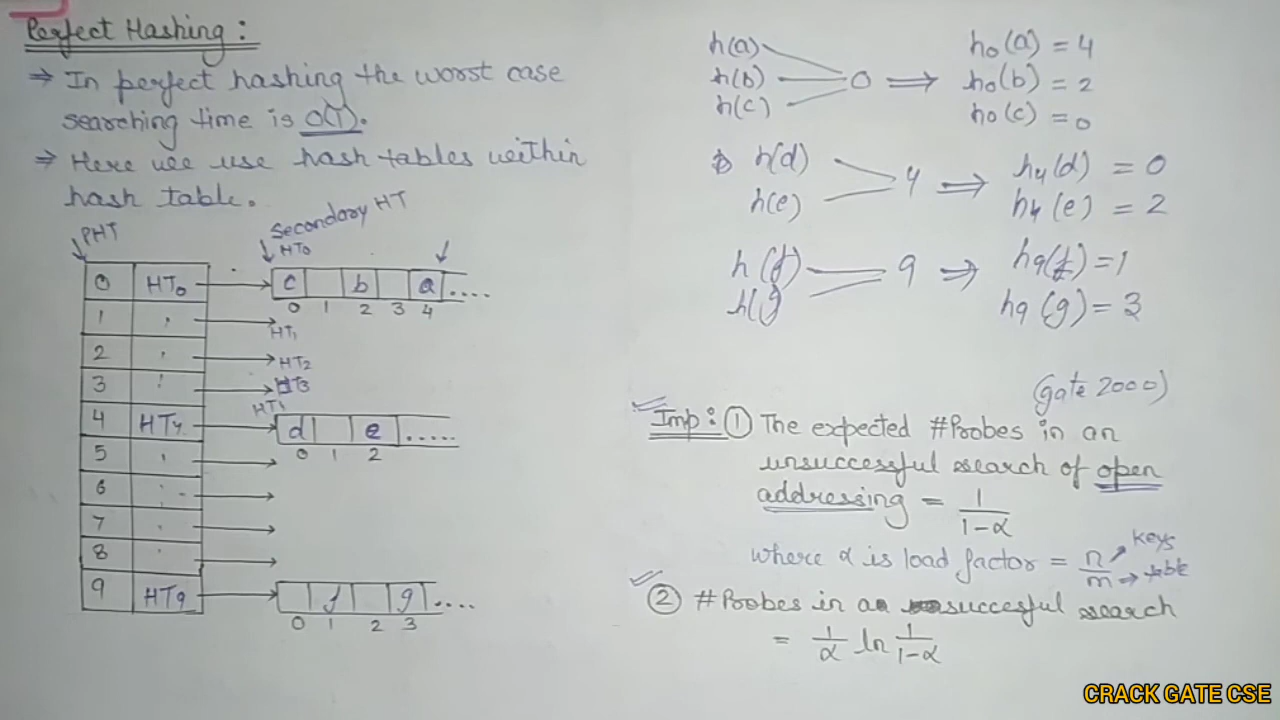 Perfect Hashing :
⇒ In perfect hashing the worst case
searching time is O(1).
⇒ Here we use hash tables within
hash table.
PHT
Secondary HT
HT0
0 HT0 c b a ....
0 1 2 3 4
1
HT1
2
HT2
3
HT3
HT4
4 HT4 d e .....
0 1 2
5
6
7
8
9 HT9 f g ....
0 1 2 3
h(a)
h(b) 0 ⇒
h(c)
h0(a) = 4
h0(b) = 2
h0(c) = 0
h(d)
h(e)
4 ⇒
h4(d) = 0
h4(e) = 2
h(f)
h(g
9 ⇒
h9(f) = 1
h9(g) = 3
(gate 2000)
Imp: ① The expected #Probes in an
unsuccessful search of open
addressing = 1/1-α
where α is load factor = n/m
keys
table
② #Probes in a successful search
= 1/α ln 1/1-α
CRACK GATE CSE